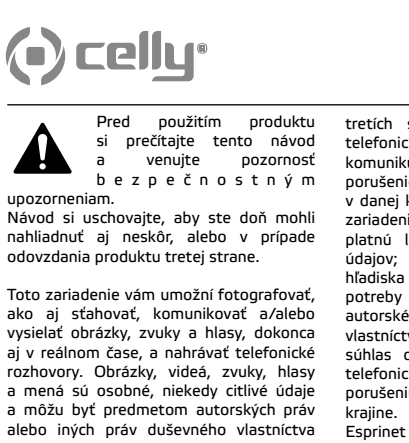 celly®
Pred použitím produktu
si prečítajte tento návod
a venujte pozornosť
bezpečnostným
upozorneniam.
Návod si uschovajte, aby ste doň mohli
nahliadnuť aj neskôr, alebo v prípade
odovzdania produktu tretej strane.
Toto zariadenie vám umožní fotografovať,
ako aj sťahovať, komunikovať a/alebo
vysielať obrázky, zvuky a hlasy, dokonca
aj v reálnom čase, a nahrávať telefonické
rozhovory. Obrázky, videá, zvuky, hlasy
a mená sú osobné, niekedy citlivé údaje
a môžu byť predmetom autorských práv
alebo iných práv duševného vlastníctva
tretích
telefonic
komunik
porušeni
v danej
zariadeni
platnú
údajov;
hľadiska
potreby
autorské
vlastníct
súhlas
telefonic
porušeni
krajine.
Esprinet